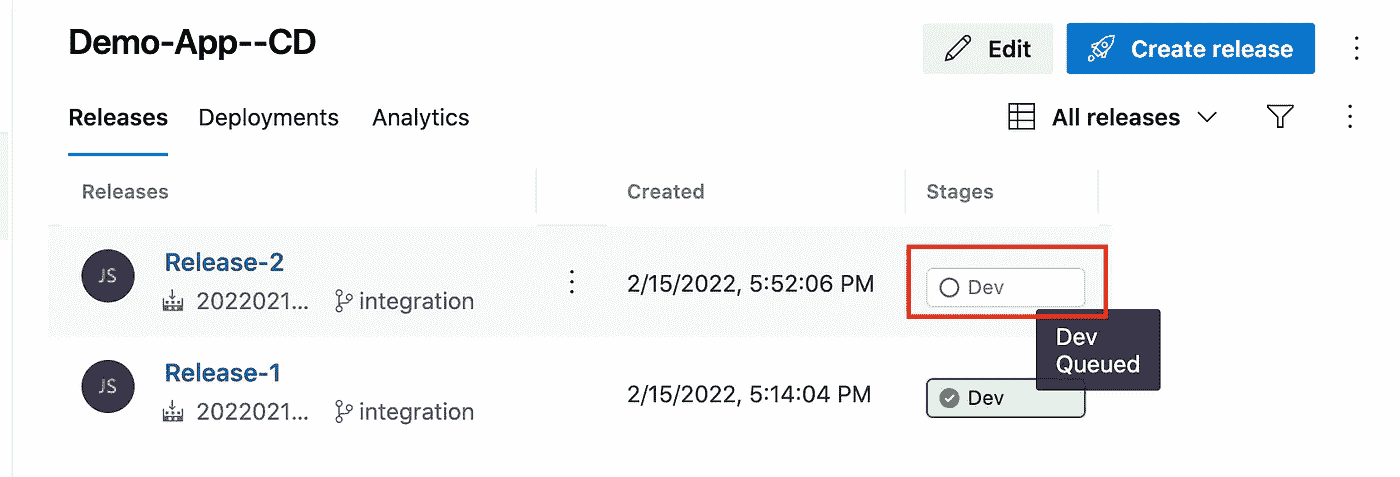 Demo-App--CD
Edit
Create release
Releases Deployments Analytics
All releases
Releases Created Stages
JS
Release-2
2022021... integration
2/15/2022, 5:52:06 PM
Dev
Dev
Queued
JS
Release-1
2022021... integration
2/15/2022, 5:14:04 PM
Dev